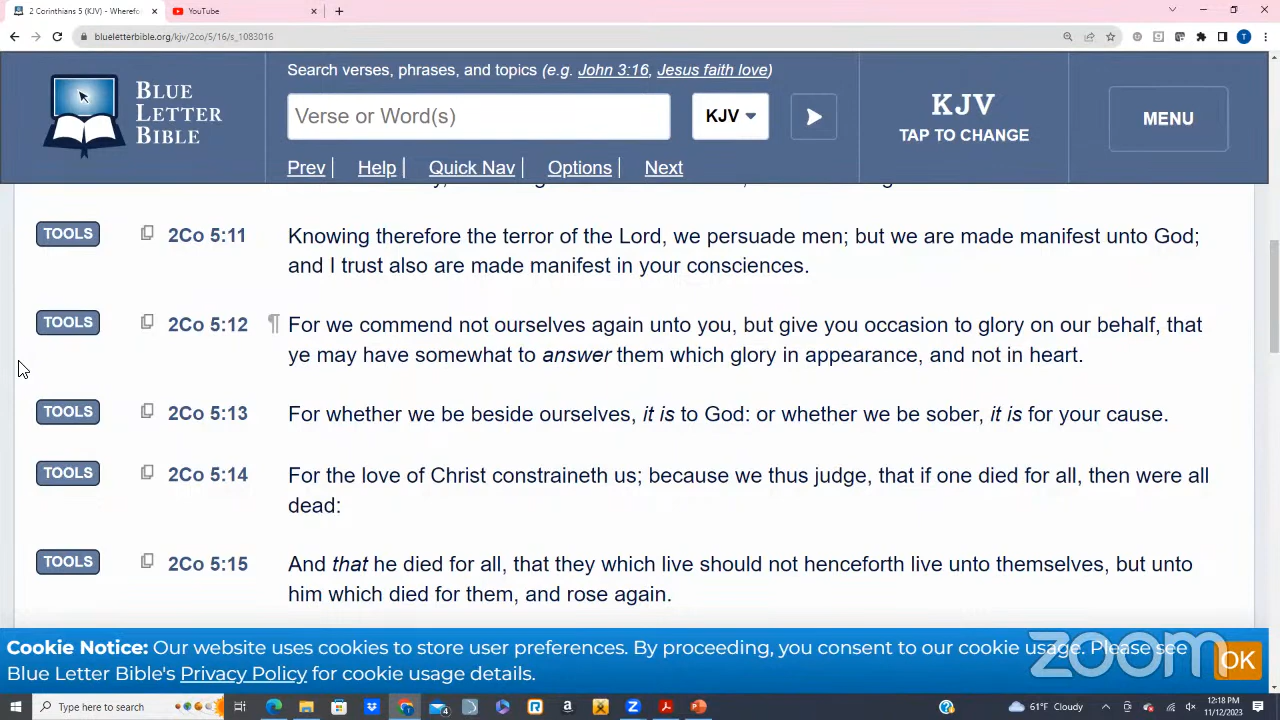 2 Corinthians 5 (KJV) - Wherefo
YouTube
blueletterbible.org/kjv/2co/5/16/s_1083016
T
BLUE
LETTER
BIBLE
Search verses, phrases, and topics (e.g. John 3:16, Jesus faith love)
Verse or Word(s)
KJV
Prev | Help | Quick Nav | Options | Next
KJV
TAP TO CHANGE
MENU
TOOLS 2Co 5:11 Knowing therefore the terror of the Lord, we persuade men; but we are made manifest unto God;
and I trust also are made manifest in your consciences.
TOOLS 2Co 5:12 ¶ For we commend not ourselves again unto you, but give you occasion to glory on our behalf, that
ye may have somewhat to answer them which glory in appearance, and not in heart.
TOOLS 2Co 5:13 For whether we be beside ourselves, it is to God: or whether we be sober, it is for your cause.
TOOLS 2Co 5:14 For the love of Christ constraineth us; because we thus judge, that if one died for all, then were all
dead:
TOOLS 2Co 5:15 And that he died for all, that they which live should not henceforth live unto themselves, but unto
him which died for them, and rose again.
Cookie Notice: Our website uses cookies to store user preferences. By proceeding, you consent to our cookie usage. Please see
Blue Letter Bible's Privacy Policy for cookie usage details.
OK
zoom
Type here to search
61°F Cloudy
12:18 PM
11/12/2023